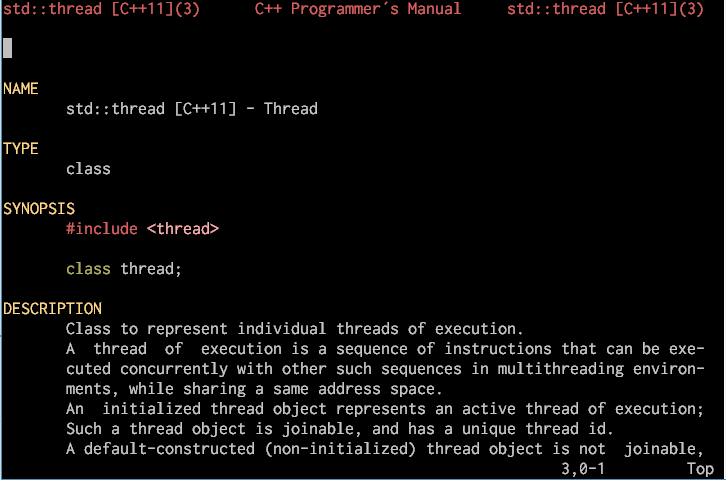 std::thread [C++11](3) C++ Programmer´s Manual std::thread [C++11](3)
NAME
std::thread [C++11] - Thread
TYPE
class
SYNOPSIS
#include <thread>
class thread;
DESCRIPTION
Class to represent individual threads of execution.
A thread of execution is a sequence of instructions that can be exe-
cuted concurrently with other such sequences in multithreading environ-
ments, while sharing a same address space.
An initialized thread object represents an active thread of execution;
Such a thread object is joinable, and has a unique thread id.
A default-constructed (non-initialized) thread object is not joinable,
3,0-1 Top